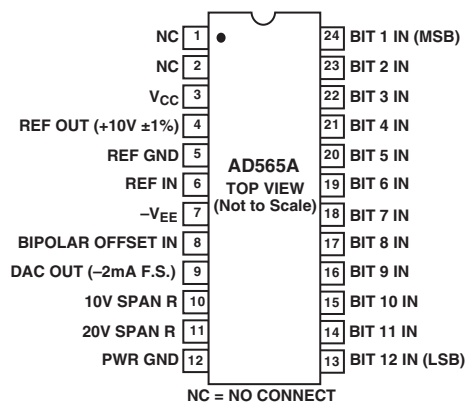 NC 1
NC 2
VCC 3
REF OUT (+10V ±1%) 4
REF GND 5
REF IN 6
–VEE 7
BIPOLAR OFFSET IN 8
DAC OUT (–2mA F.S.) 9
10V SPAN R 10
20V SPAN R 11
PWR GND 12
AD565A
TOP VIEW
(Not to Scale)
24 BIT 1 IN (MSB)
23 BIT 2 IN
22 BIT 3 IN
21 BIT 4 IN
20 BIT 5 IN
19 BIT 6 IN
18 BIT 7 IN
17 BIT 8 IN
16 BIT 9 IN
15 BIT 10 IN
14 BIT 11 IN
13 BIT 12 IN (LSB)
NC = NO CONNECT